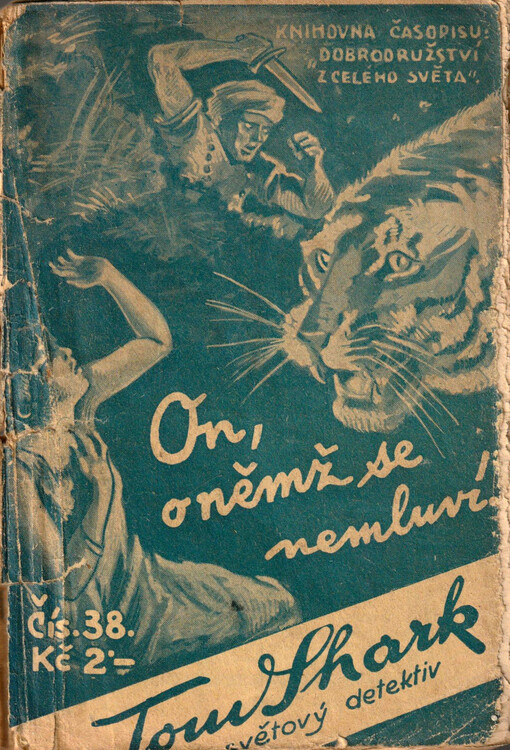 KNIHOVNA ČASOPISU:
„DOBRODRUŽSTVÍ
Z CELÉHO SVĚTA“.
On,
o němž se
nemluví.
Čís. 38.
Kč 2·-
Tom Shark
světový detektiv